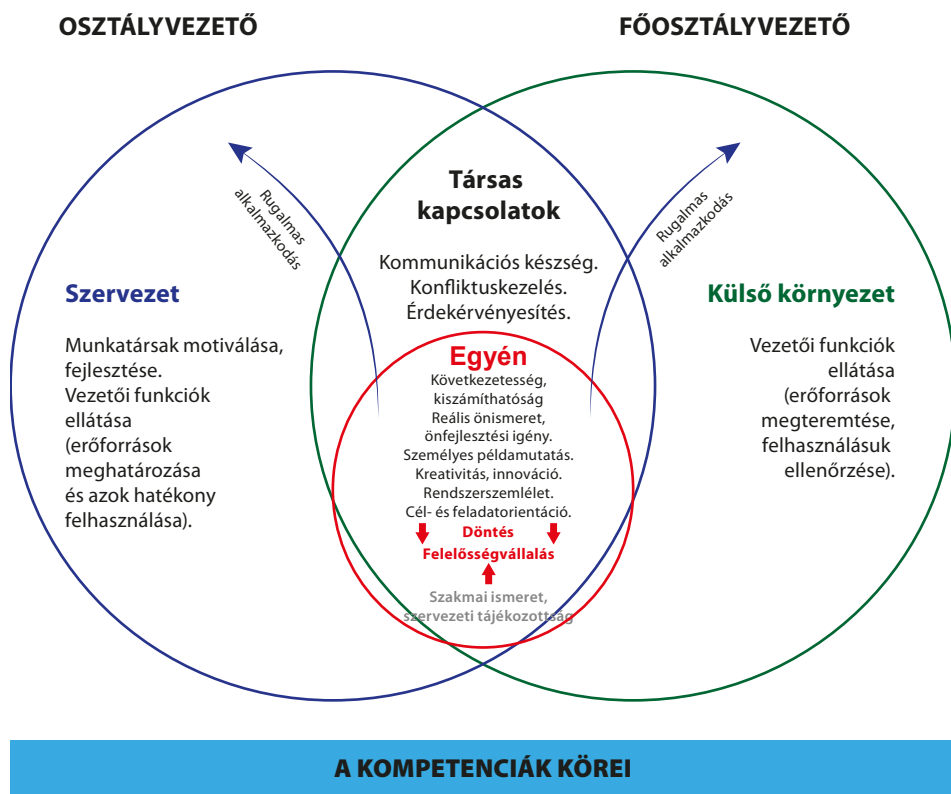 OSZTÁLYVEZETŐ
FŐOSZTÁLYVEZETŐ
Rugalmas
alkalmazkodás
Társas
kapcsolatok
Kommunikációs készség.
Konfliktuskezelés.
Érdekérvényesítés.
Rugalmas
alkalmazkodás
Szervezet
Munkatársak motiválása,
fejlesztése.
Vezetői funkciók
ellátása
(erőforrások
meghatározása
és azok hatékony
felhasználása).
Egyén
Következetesség,
kiszámíthatóság
Reális önismeret,
önfejlesztési igény.
Személyes példamutatás.
Kreativitás, innováció.
Rendszerszemlélet.
Cél- és feladatorientáció.
Döntés
Felelősségvállalás
Szakmai ismeret,
szervezeti tájékozottság
Külső környezet
Vezetői funkciók
ellátása
(erőforrások
megteremtése,
felhasználásuk
ellenőrzése).
A KOMPETENCIÁK KÖREI